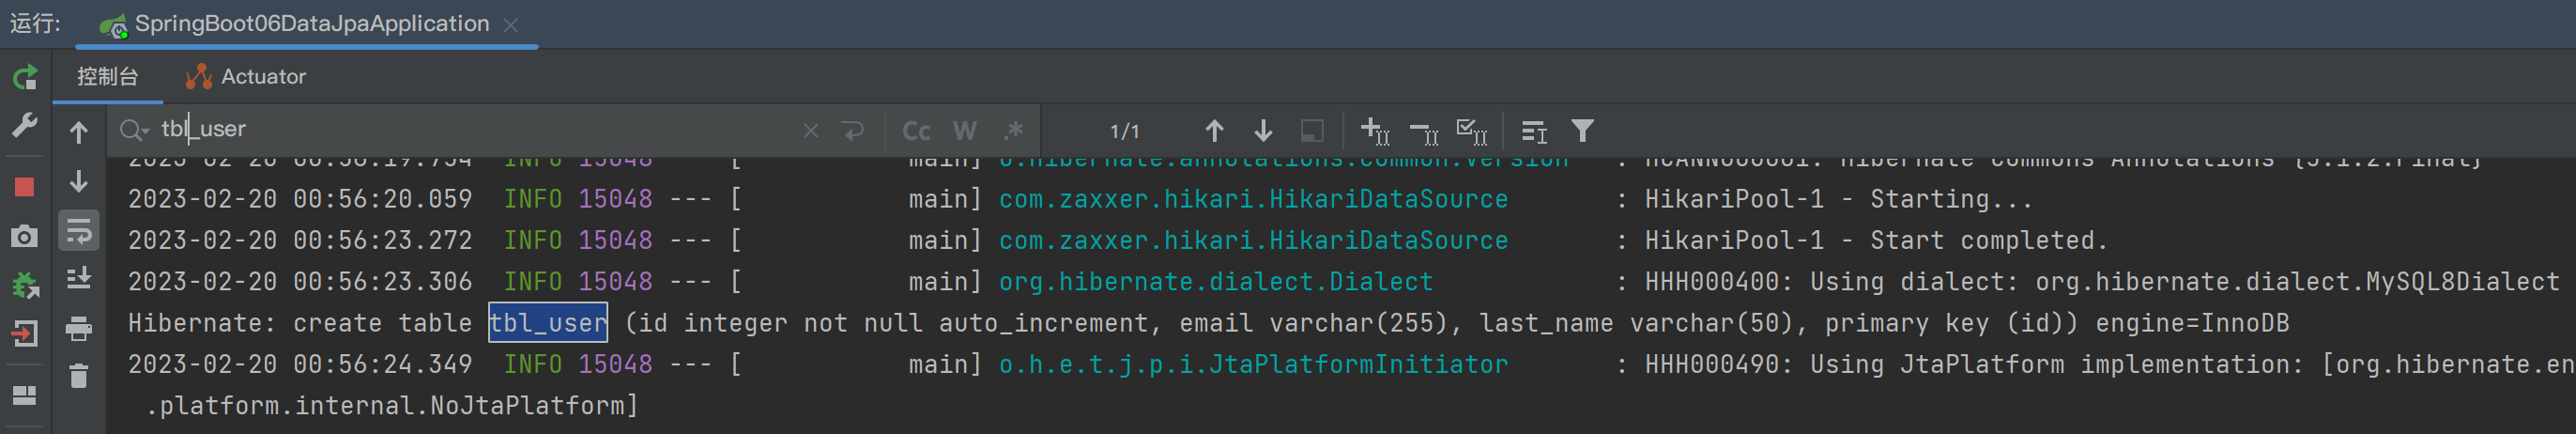 运行: SpringBoot06DataJpaApplication
控制台 Actuator
tbl_user Cc W .* 1/1
2023-02-20 00:56:19.754 INFO 15048 --- [ main] o.hibernate.annotations.common.Version : HCANN000001: Hibernate Commons Annotations {5.1.2.Final}
2023-02-20 00:56:20.059 INFO 15048 --- [ main] com.zaxxer.hikari.HikariDataSource : HikariPool-1 - Starting...
2023-02-20 00:56:23.272 INFO 15048 --- [ main] com.zaxxer.hikari.HikariDataSource : HikariPool-1 - Start completed.
2023-02-20 00:56:23.306 INFO 15048 --- [ main] org.hibernate.dialect.Dialect : HHH000400: Using dialect: org.hibernate.dialect.MySQL8Dialect
Hibernate: create table tbl_user (id integer not null auto_increment, email varchar(255), last_name varchar(50), primary key (id)) engine=InnoDB
2023-02-20 00:56:24.349 INFO 15048 --- [ main] o.h.e.t.j.p.i.JtaPlatformInitiator : HHH000490: Using JtaPlatform implementation: [org.hibernate.en
.platform.internal.NoJtaPlatform]